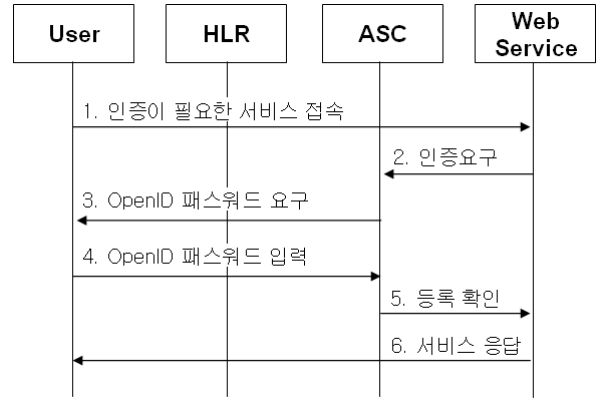 User
HLR
ASC
Web
Service
1. 인증이 필요한 서비스 접속
2. 인증요구
3. OpenID 패스워드 요구
4. OpenID 패스워드 입력
5. 등록 확인
6. 서비스 응답